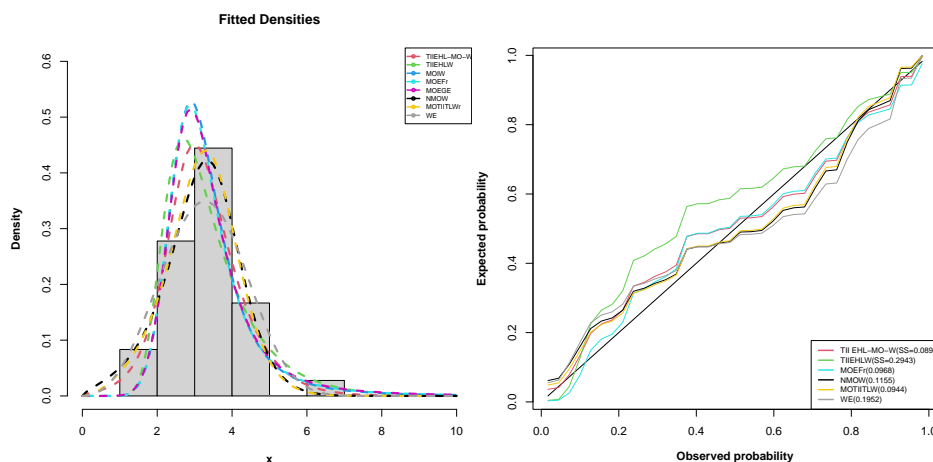 Fitted Densities
Density
0.0
0.1
0.2
0.3
0.4
0.5
0.6
0
2
4
6
8
10
x
TIIEHL−MO−W
TIIEHLW
MOIW
MOEFr
MOEGE
NMOW
MOTIITLWr
WE
Expected probability
0.0
0.2
0.4
0.6
0.8
1.0
0.0
0.2
0.4
0.6
0.8
1.0
Observed probability
TII EHL−MO−W(SS=0.089
TIIEHLW(SS=0.2943)
MOEFr(0.0968)
NMOW(0.1155)
MOTIITLW(0.0944)
WE(0.1952)